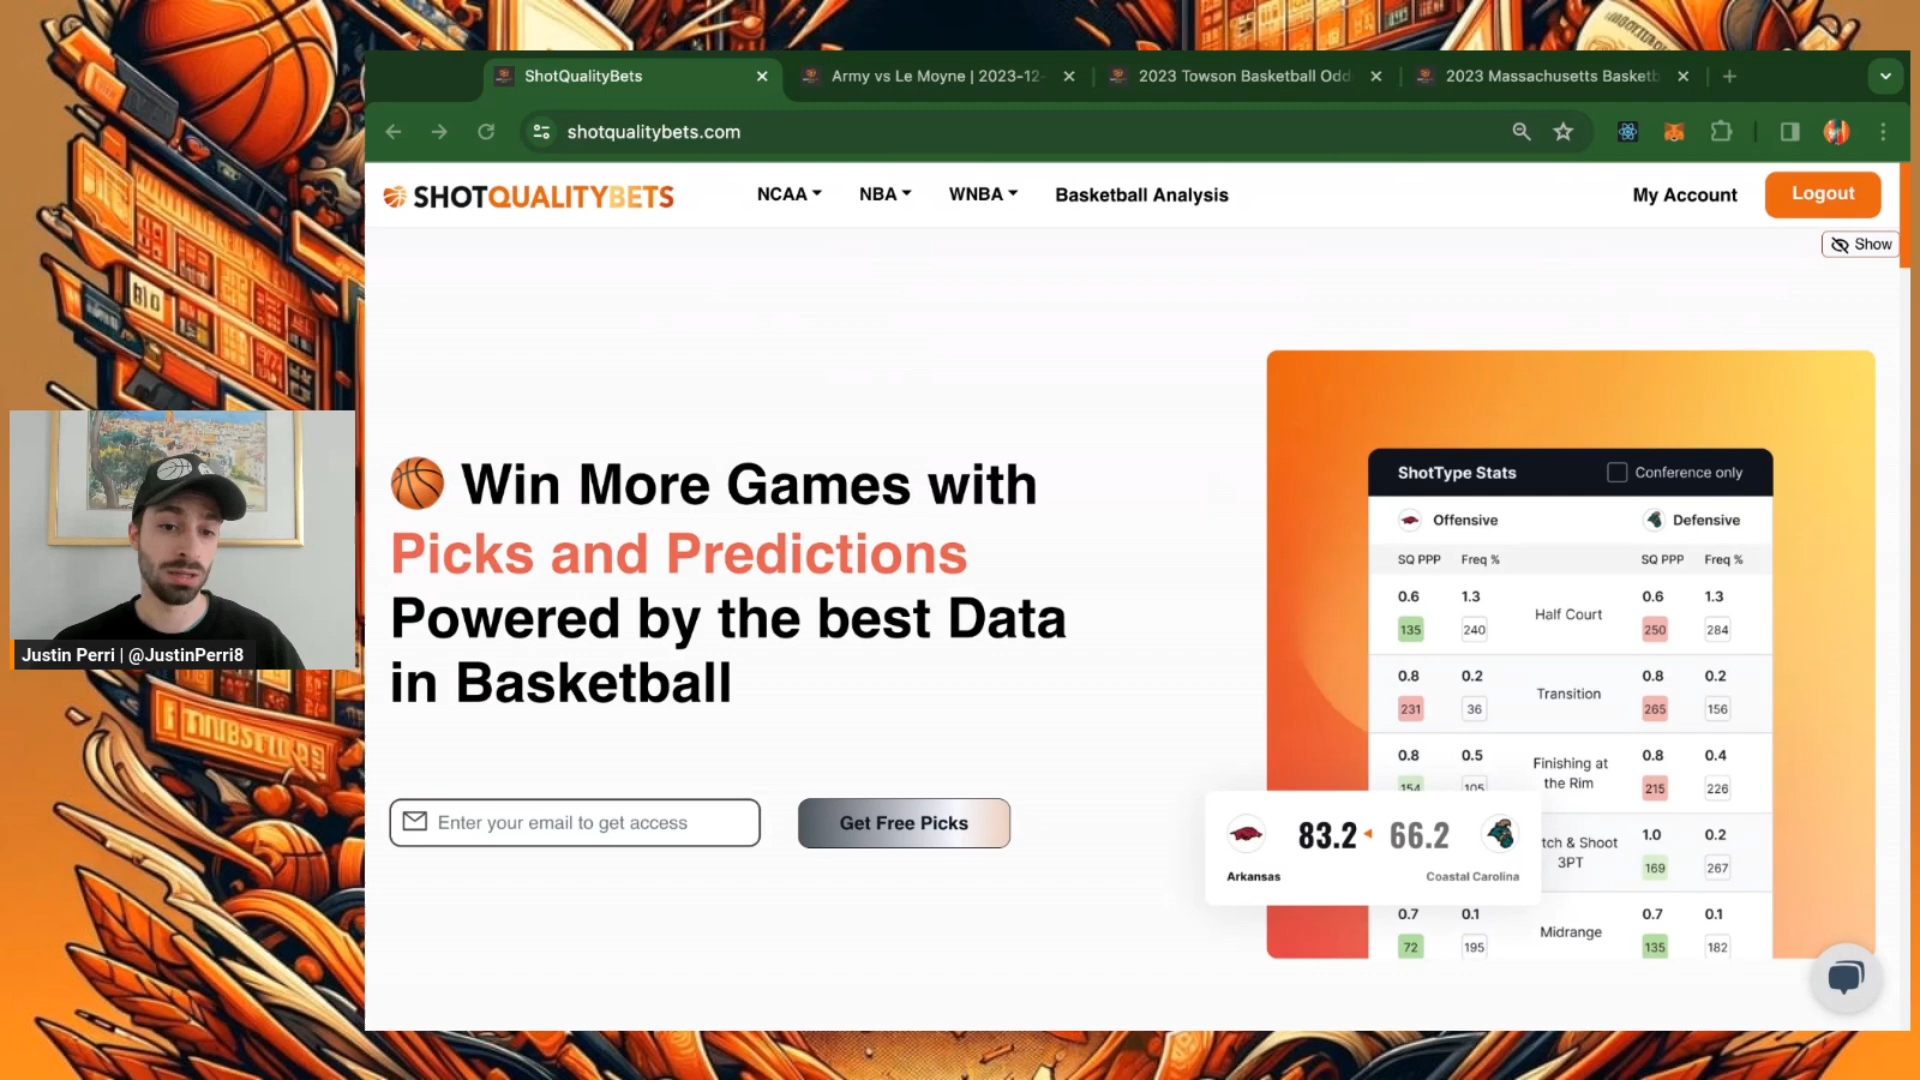 ShotQualityBets
Army vs Le Moyne | 2023-12-
2023 Towson Basketball Odd
2023 Massachusetts Basketb
shotqualitybets.com
SHOTQUALITYBETS
NCAA
NBA
WNBA
Basketball Analysis
My Account
Logout
Show
🏀 Win More Games with
Picks and Predictions
Powered by the best Data
in Basketball
Enter your email to get access
Get Free Picks
ShotType Stats
Conference only
Offensive
Defensive
SQ PPP Freq % SQ PPP Freq %
0.6 1.3 Half Court 0.6 1.3
135 240 250 284
0.8 0.2 Transition 0.8 0.2
231 36 265 156
0.8 0.5 Finishing at the Rim 0.8 0.4
154 105 215 226
tch & Shoot 3PT 1.0 0.2
169 267
0.7 0.1 Midrange 0.7 0.1
72 195 135 182
83.2 66.2
Arkansas Coastal Carolina
Justin Perri | @JustinPerri8